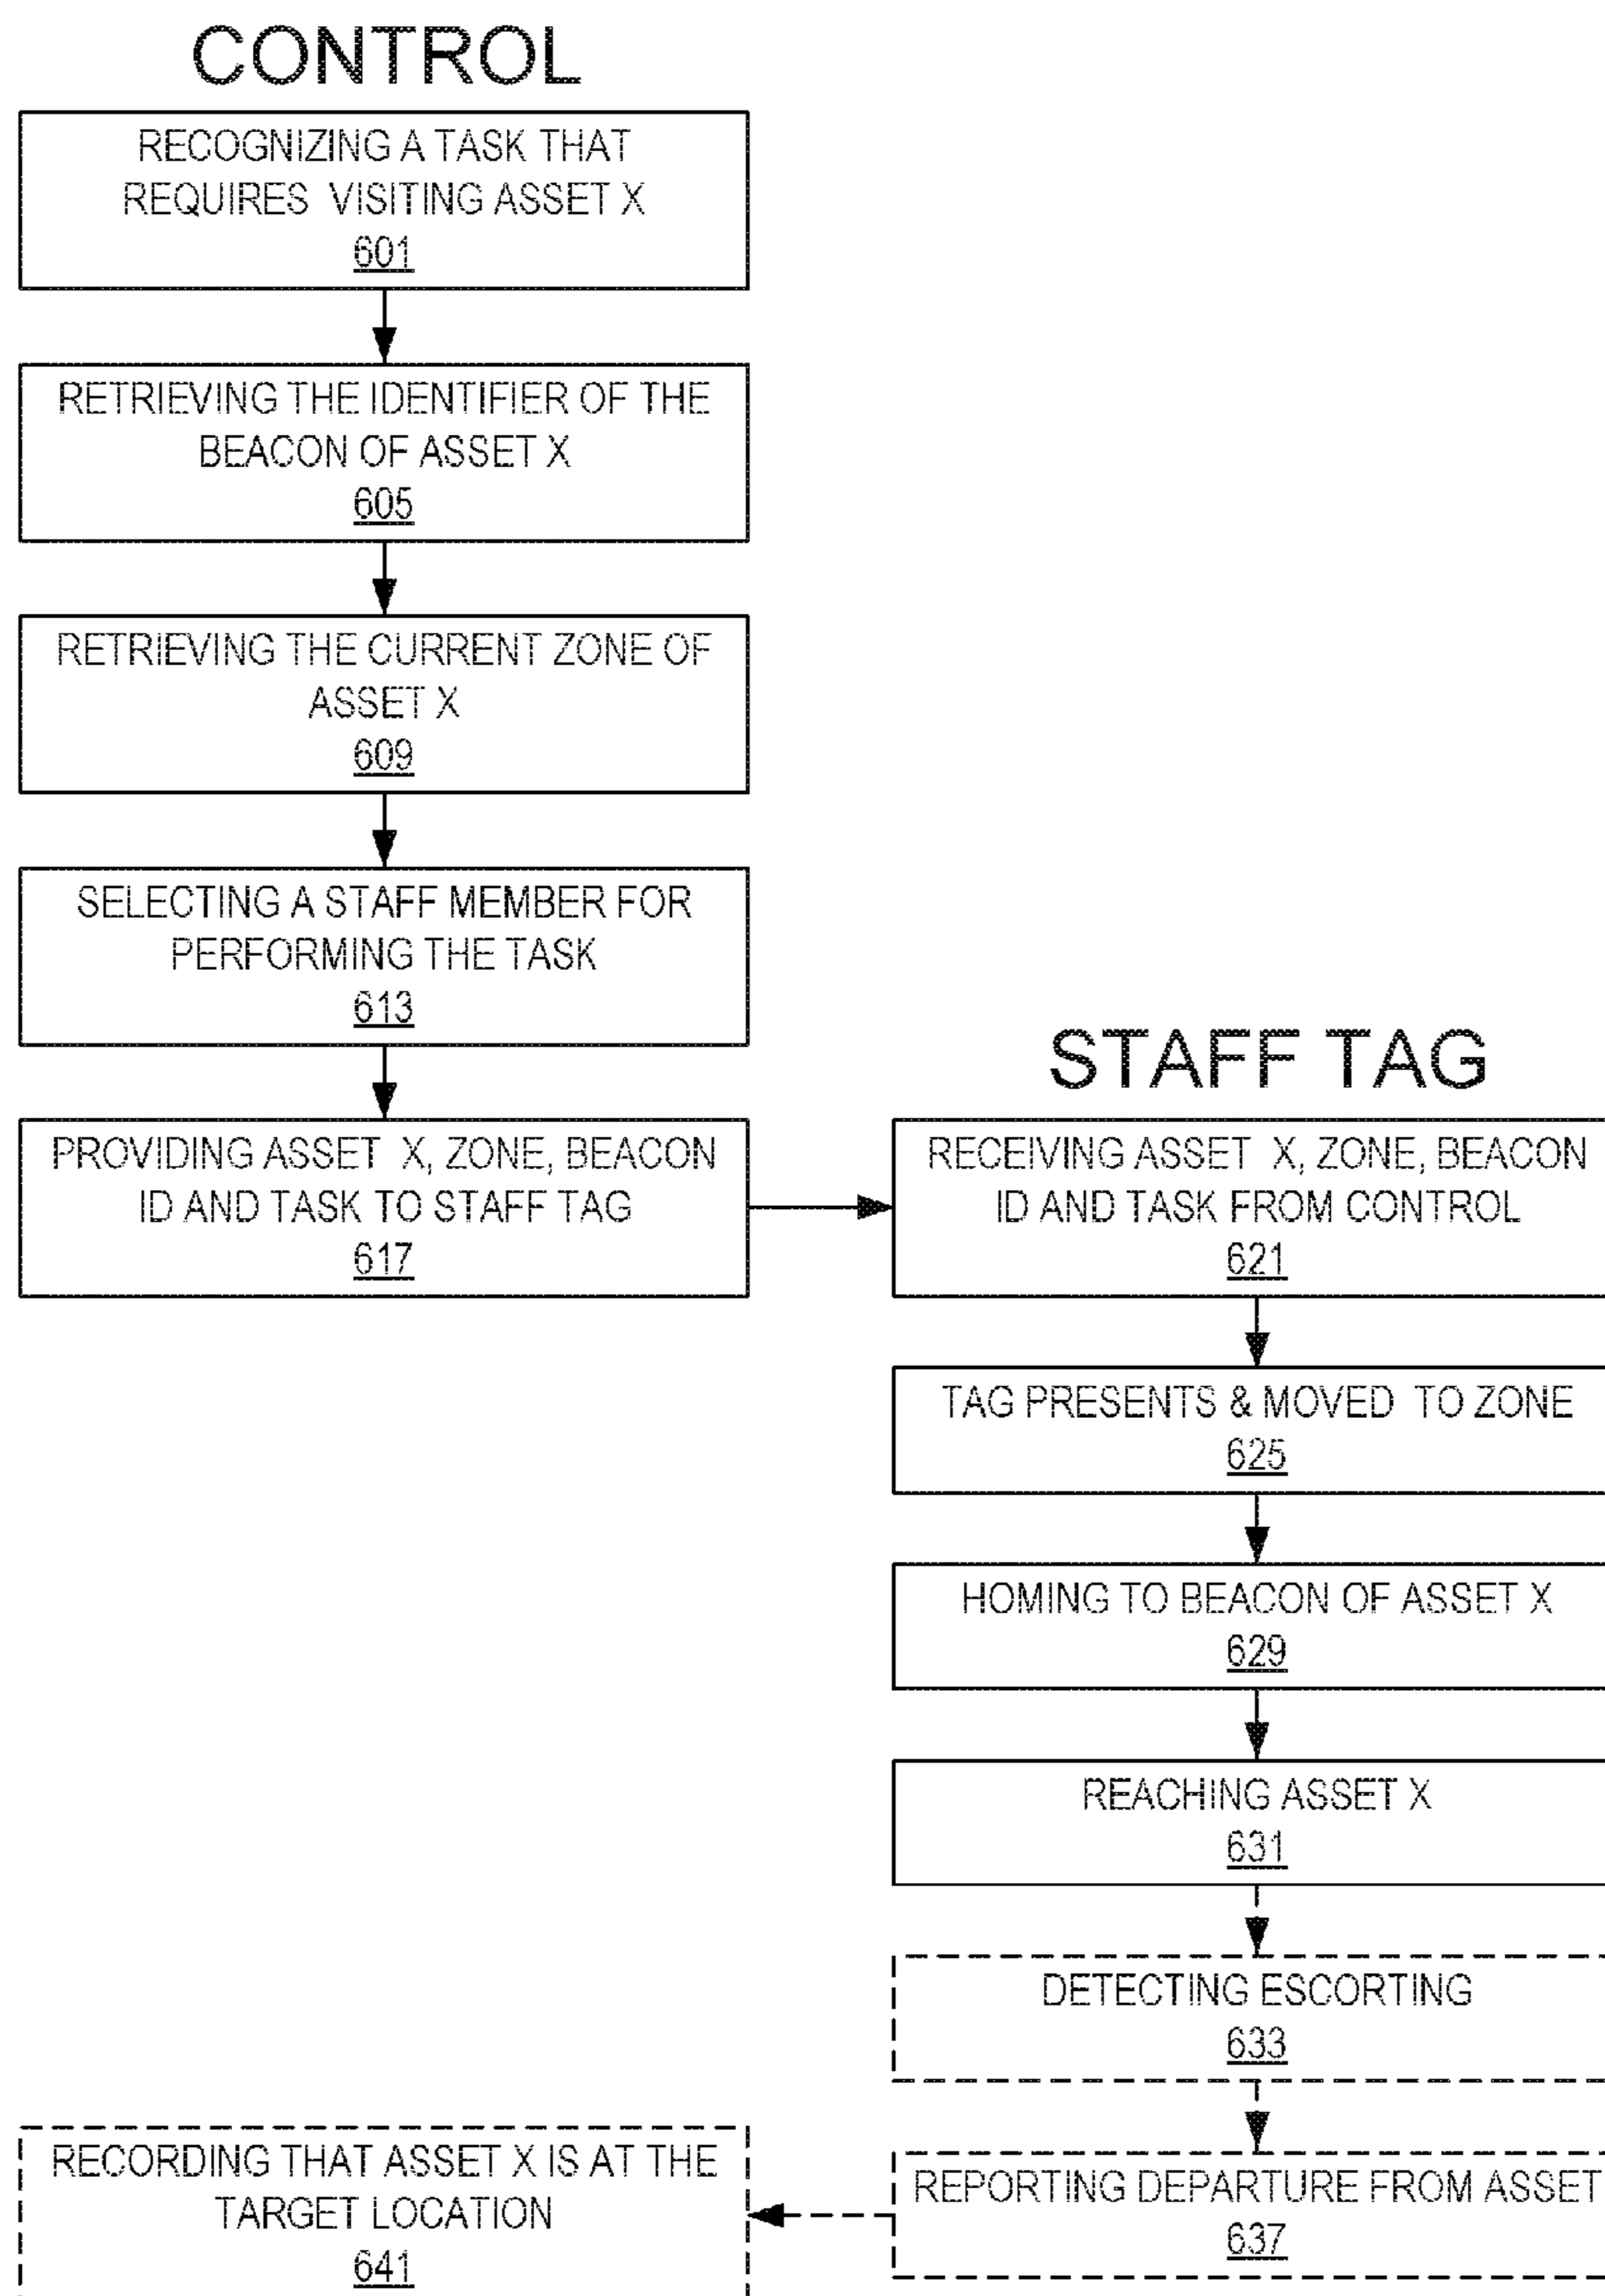 CONTROL
RECOGNIZING A TASK THAT
REQUIRES VISITING ASSET X
601
RETRIEVING THE IDENTIFIER OF THE
BEACON OF ASSET X
605
RETRIEVING THE CURRENT ZONE OF
ASSET X
609
SELECTING A STAFF MEMBER FOR
PERFORMING THE TASK
613
PROVIDING ASSET X, ZONE, BEACON
ID AND TASK TO STAFF TAG
617
STAFF TAG
RECEIVING ASSET X, ZONE, BEACON
ID AND TASK FROM CONTROL
621
TAG PRESENTS & MOVED TO ZONE
625
HOMING TO BEACON OF ASSET X
629
REACHING ASSET X
631
DETECTING ESCORTING
633
REPORTING DEPARTURE FROM ASSET
637
RECORDING THAT ASSET X IS AT THE
TARGET LOCATION
641